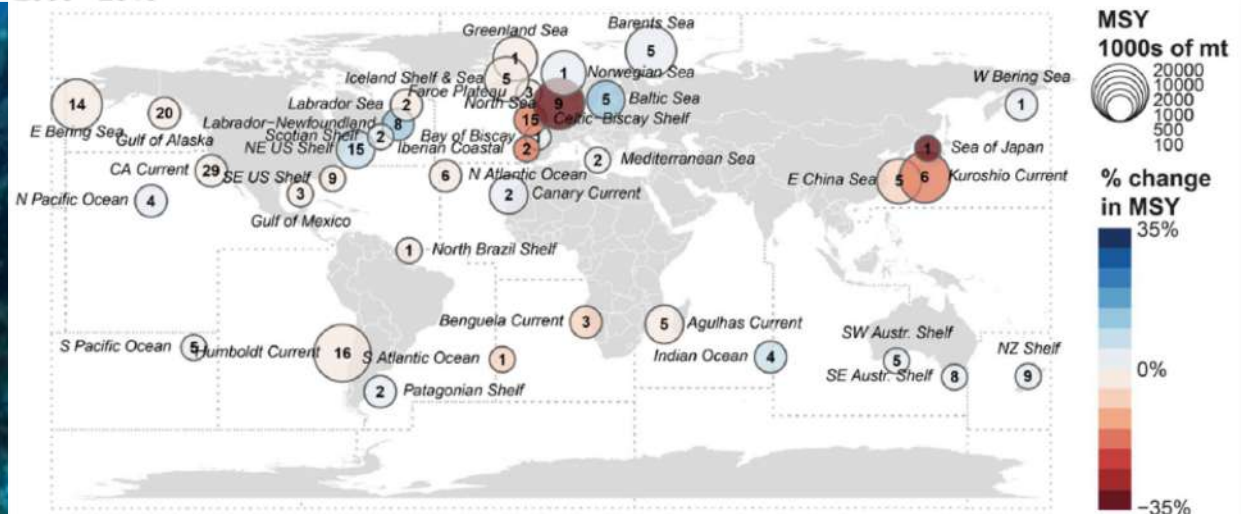 Barents Sea
Greenland Sea
5
1
W Bering Sea
1
Norwegian Sea
Iceland Shelf & Sea
5
Faroe Plateau
3
14
20
Labrador Sea
2
North Sea
9
5
Baltic Sea
1
E Bering Sea
Gulf of Alaska
Labrador-Newfoundland
8
15
Celtic-Biscay Shelf
Scotian Shelf
2
Bay of Biscay
NE US Shelf
15
Iberian Coastal
2
1
Sea of Japan
2
Mediterranean Sea
CA Current
29
SE US Shelf
9
6
N Atlantic Ocean
E China Sea
5
6
Kuroshio Current
N Pacific Ocean
4
3
2
Canary Current
Gulf of Mexico
1
North Brazil Shelf
Benguela Current
3
5
Agulhas Current
SW Austr. Shelf
NZ Shelf
S Pacific Ocean
5
Humboldt Current
16
S Atlantic Ocean
1
Indian Ocean
4
5
SE Austr. Shelf
8
9
2
Patagonian Shelf
MSY
1000s of mt
20000
10000
2000
1000
500
100
% change
in MSY
35%
0%
−35%